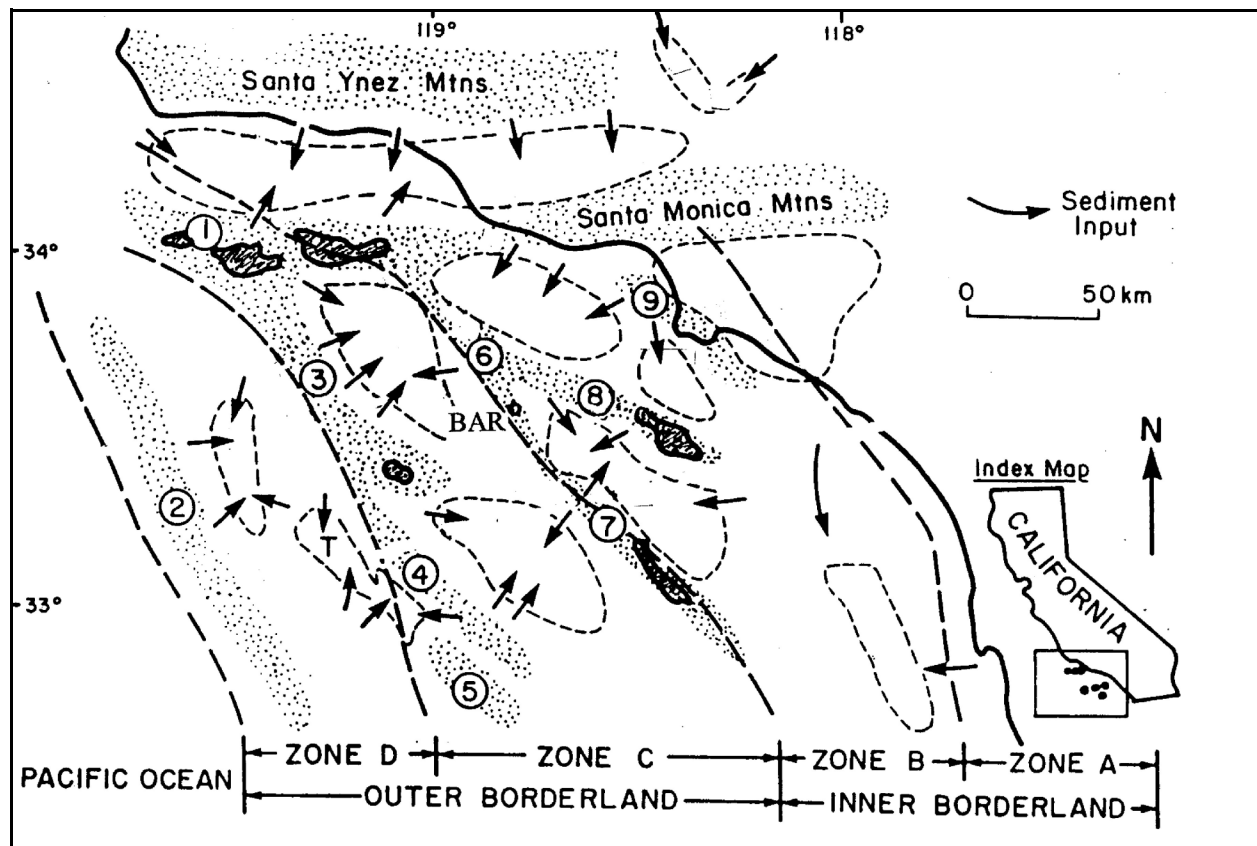 119°
118°
Santa Ynez Mtns
Santa Monica Mtns
Sediment
Input
34°
0
50 km
1
9
3
6
8
BAR
N
Index Map
CALIFORNIA
2
7
T
4
33°
5
ZONE D
ZONE C
ZONE B
ZONE A
PACIFIC OCEAN
OUTER BORDERLAND
INNER BORDERLAND